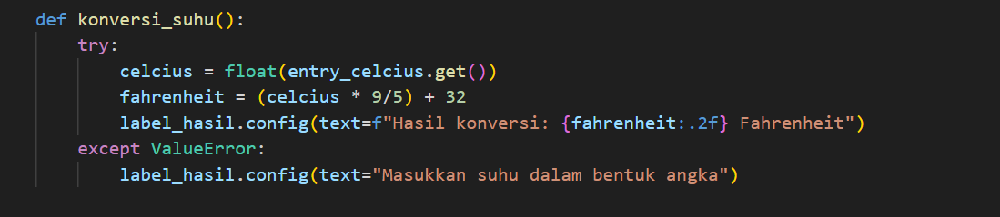 def konversi_suhu():
    try:
        celcius = float(entry_celcius.get())
        fahrenheit = (celcius * 9/5) + 32
        label_hasil.config(text=f"Hasil konversi: {fahrenheit:.2f} Fahrenheit")
    except ValueError:
        label_hasil.config(text="Masukkan suhu dalam bentuk angka")